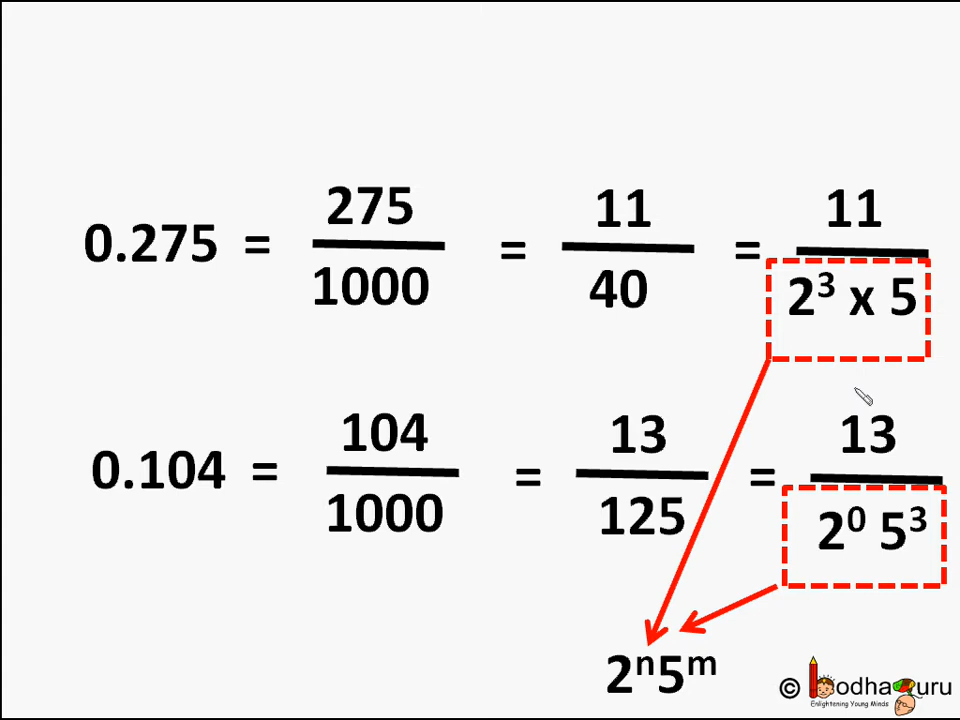 0.275 = 275/1000 = 11/40 = 11/2³ x 5
0.104 = 104/1000 = 13/125 = 13/2⁰ 5³
2ⁿ5ᵐ
© bodhaguru
Enlightening Young Minds